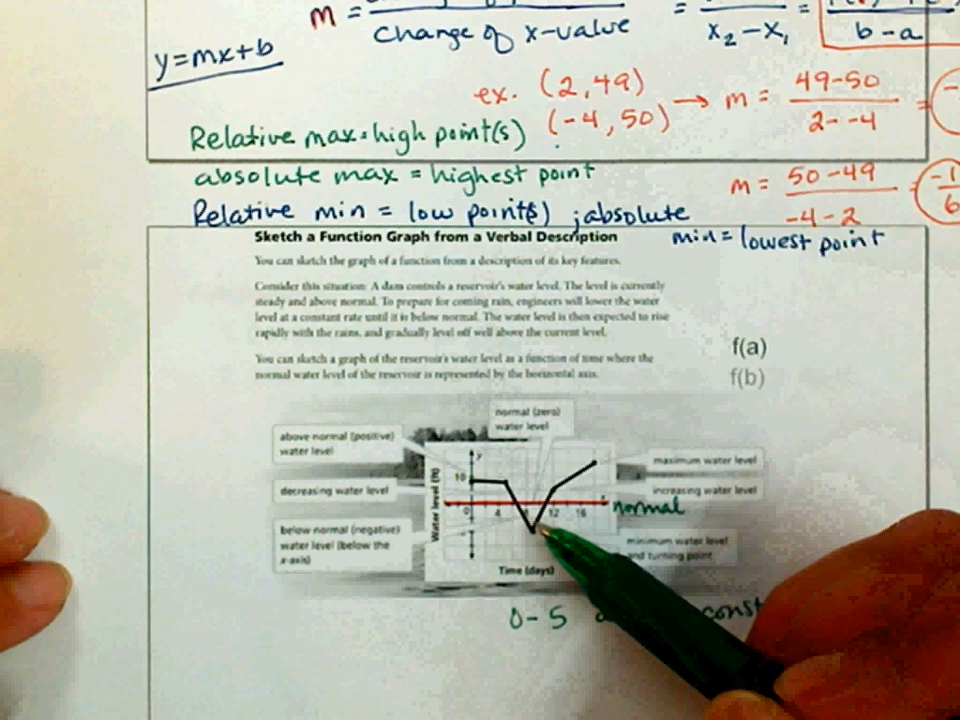 m =
Change of x-value
=
x₂-x₁
=
b-a
y=mx+b
ex. (2,49)
(-4,50) → m = 49-50
2--4
=
Relative max=high point(s)
absolute max = highest point
m = 50-49
-4-2
= -1
6
Relative min = low point(s) ; absolute
min = lowest point
Sketch a Function Graph from a Verbal Description
You can sketch the graph of a function from a description of its key features.
Consider this situation: A dam controls a reservoir's water level. The level is currently
steady and above normal. To prepare for coming rain, engineers will lower the water
level at a constant rate until it is below normal. The water level is then expected to rise
rapidly with the rains, and gradually level off well above the current level.
You can sketch a graph of the reservoir's water level as a function of time where the
normal water level of the reservoir is represented by the horizontal axis.
f(a)
f(b)
normal (zero)
water level
above normal (positive)
water level
decreasing water level
below normal (negative)
water level (below the
x-axis)
maximum water level
increasing water level
minimum water level
and turning point
Water level (ft)
y
10
0
4
12
16
normal
Time (days)
0-5
const